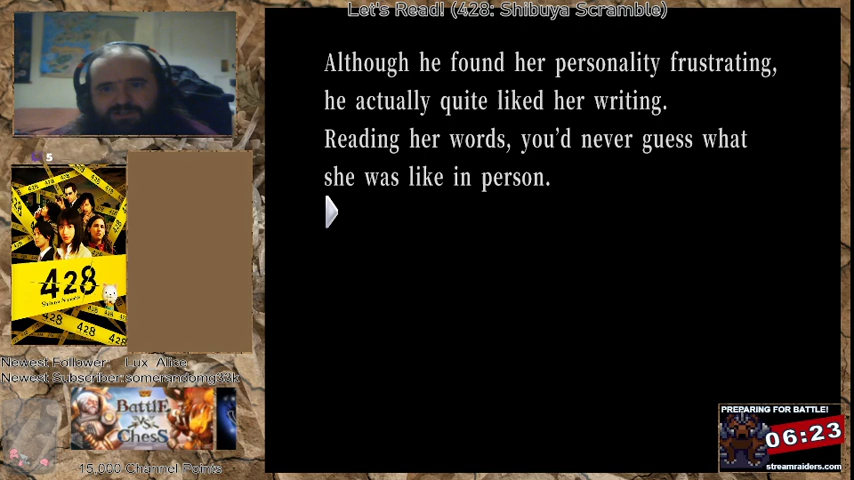 Let's Read! (428: Shibuya Scramble)
Although he found her personality frustrating,
he actually quite liked her writing.
Reading her words, you'd never guess what
she was like in person.
5
428
Newest Follower: Lux Alise
Newest Subscriber: somerandomg33k
BATTLE
VS
CHESS
15,000 Channel Points
PREPARING FOR BATTLE!
06:23
streamraiders.com